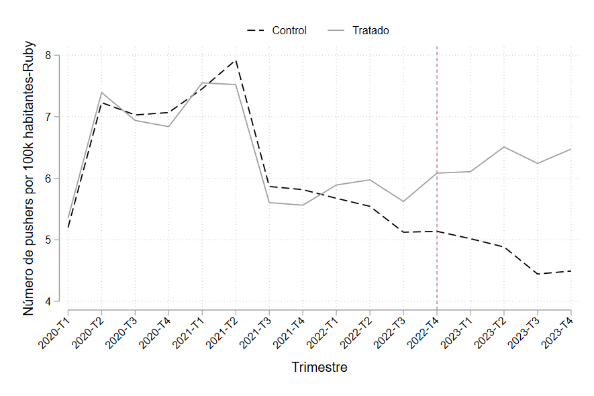 Control
Tratado
Número de pushers por 100k habitantes-Ruby
8
7
6
5
4
2020-T1
2020-T2
2020-T3
2020-T4
2021-T1
2021-T2
2021-T3
2021-T4
2022-T1
2022-T2
2022-T3
2022-T4
2023-T1
2023-T2
2023-T3
2023-T4
Trimestre